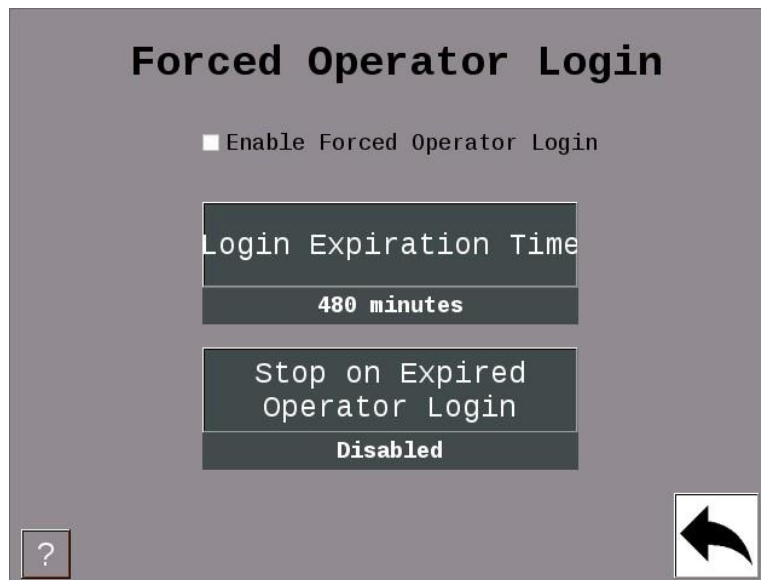 Forced Operator Login
Enable Forced Operator Login
Login Expiration Time
480 minutes
Stop on Expired
Operator Login
Disabled
?